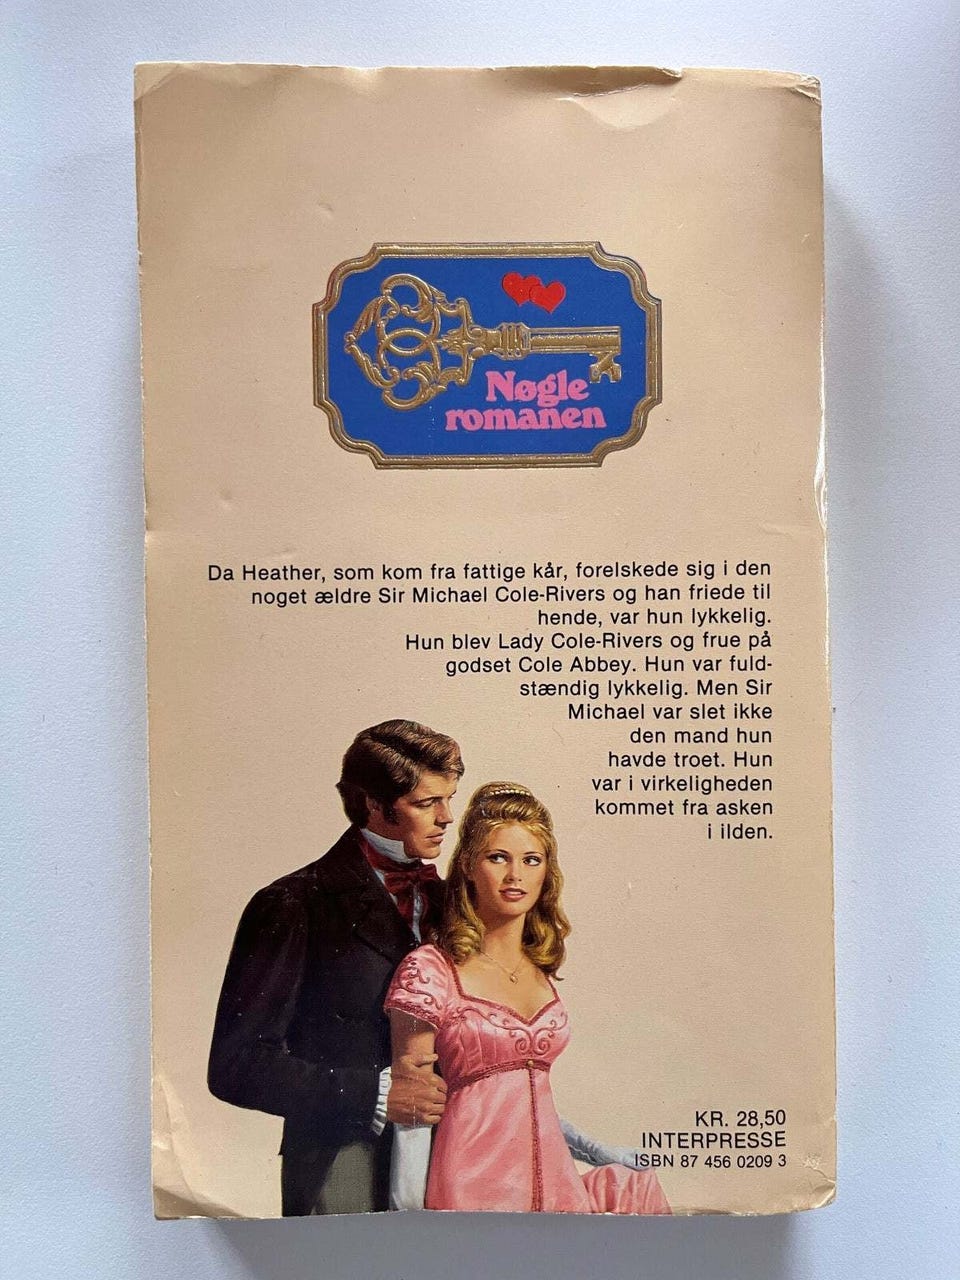 Nøgle
romanen
Da Heather, som kom fra fattige kår, forelskede sig i den
noget ældre Sir Michael Cole-Rivers og han friede til
hende, var hun lykkelig.
Hun blev Lady Cole-Rivers og frue på
godset Cole Abbey. Hun var fuld-
stændig lykkelig. Men Sir
Michael var slet ikke
den mand hun
havde troet. Hun
var i virkeligheden
kommet fra asken
i ilden.
KR. 28,50
INTERPRESSE
ISBN 87 456 0209 3